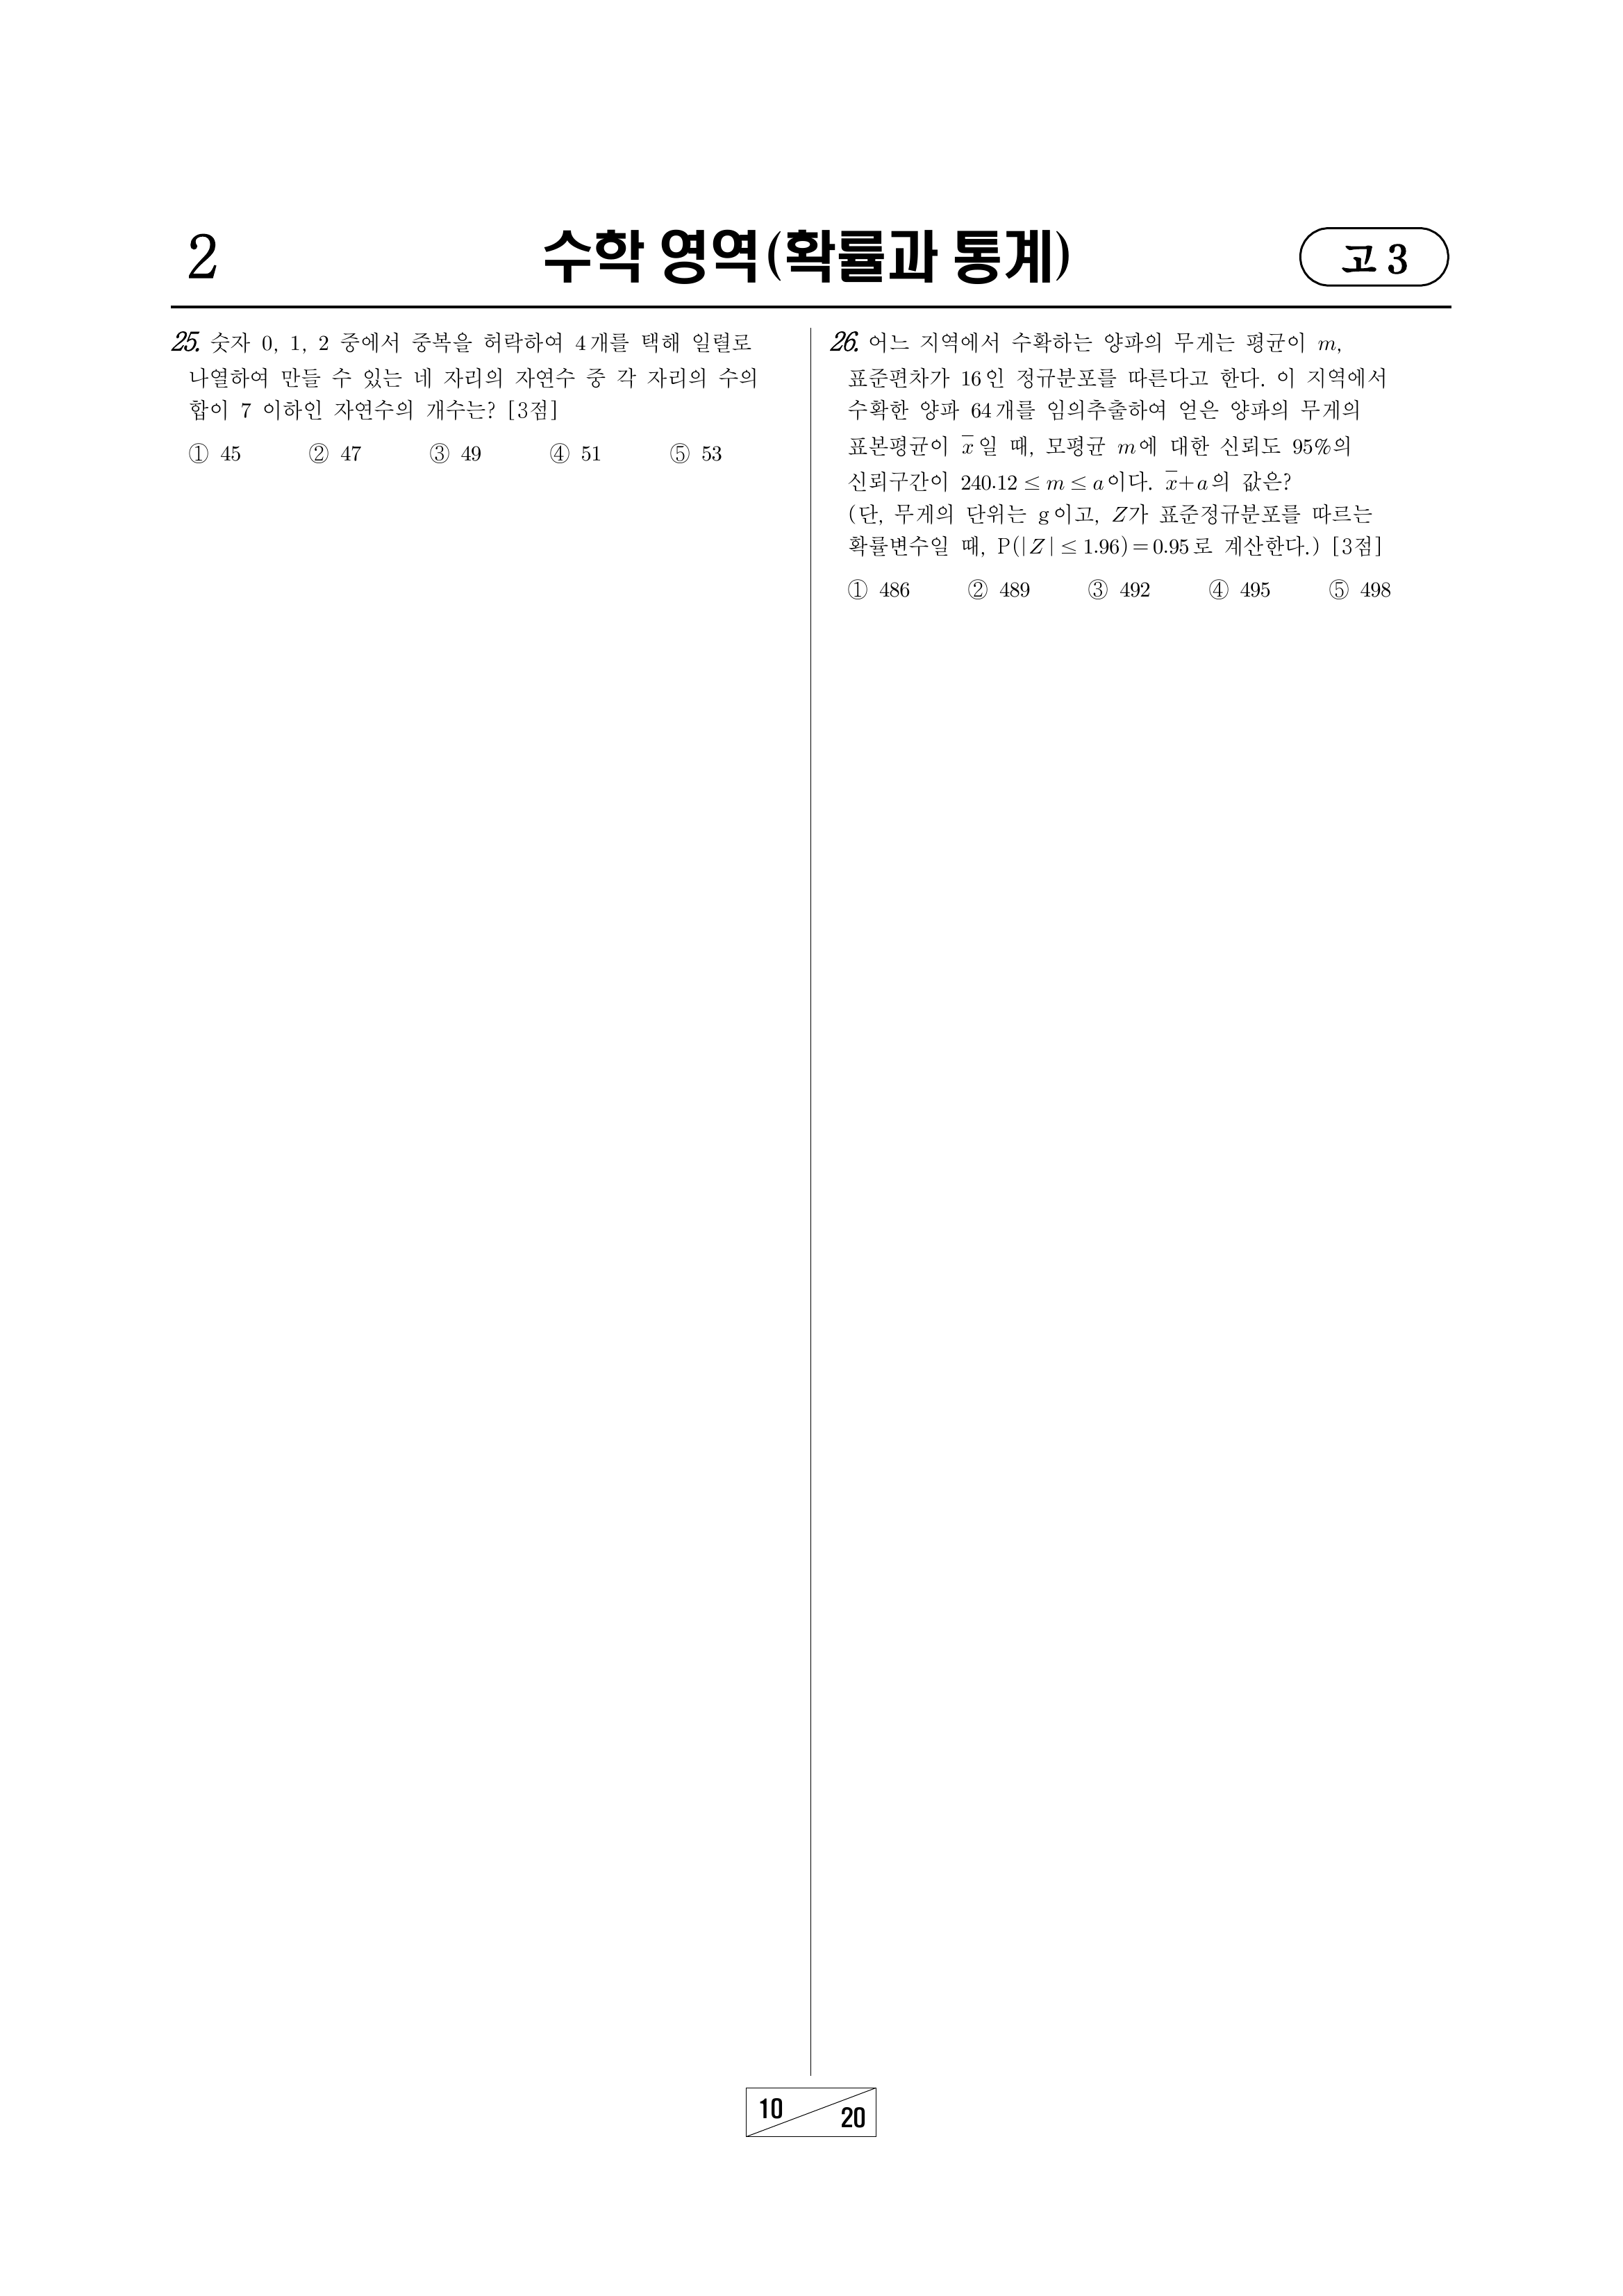 2
수학 영역(확률과 통계)
고 3
25. 숫자 0, 1, 2 중에서 중복을 허락하여 4개를 택해 일렬로
나열하여 만들 수 있는 네 자리의 자연수 중 각 자리의 수의
합이 7 이하인 자연수의 개수는? [3점]
① 45 ② 47 ③ 49 ④ 51 ⑤ 53
26. 어느 지역에서 수확하는 양파의 무게는 평균이 m,
표준편차가 16인 정규분포를 따른다고 한다. 이 지역에서
수확한 양파 64개를 임의추출하여 얻은 양파의 무게의
표본평균이 x̄일 때, 모평균 m에 대한 신뢰도 95%의
신뢰구간이 240.12 ≤ m ≤ a이다. x̄+a의 값은?
(단, 무게의 단위는 g이고, Z가 표준정규분포를 따르는
확률변수일 때, P(|Z| ≤ 1.96)=0.95로 계산한다.) [3점]
① 486 ② 489 ③ 492 ④ 495 ⑤ 498
10
20